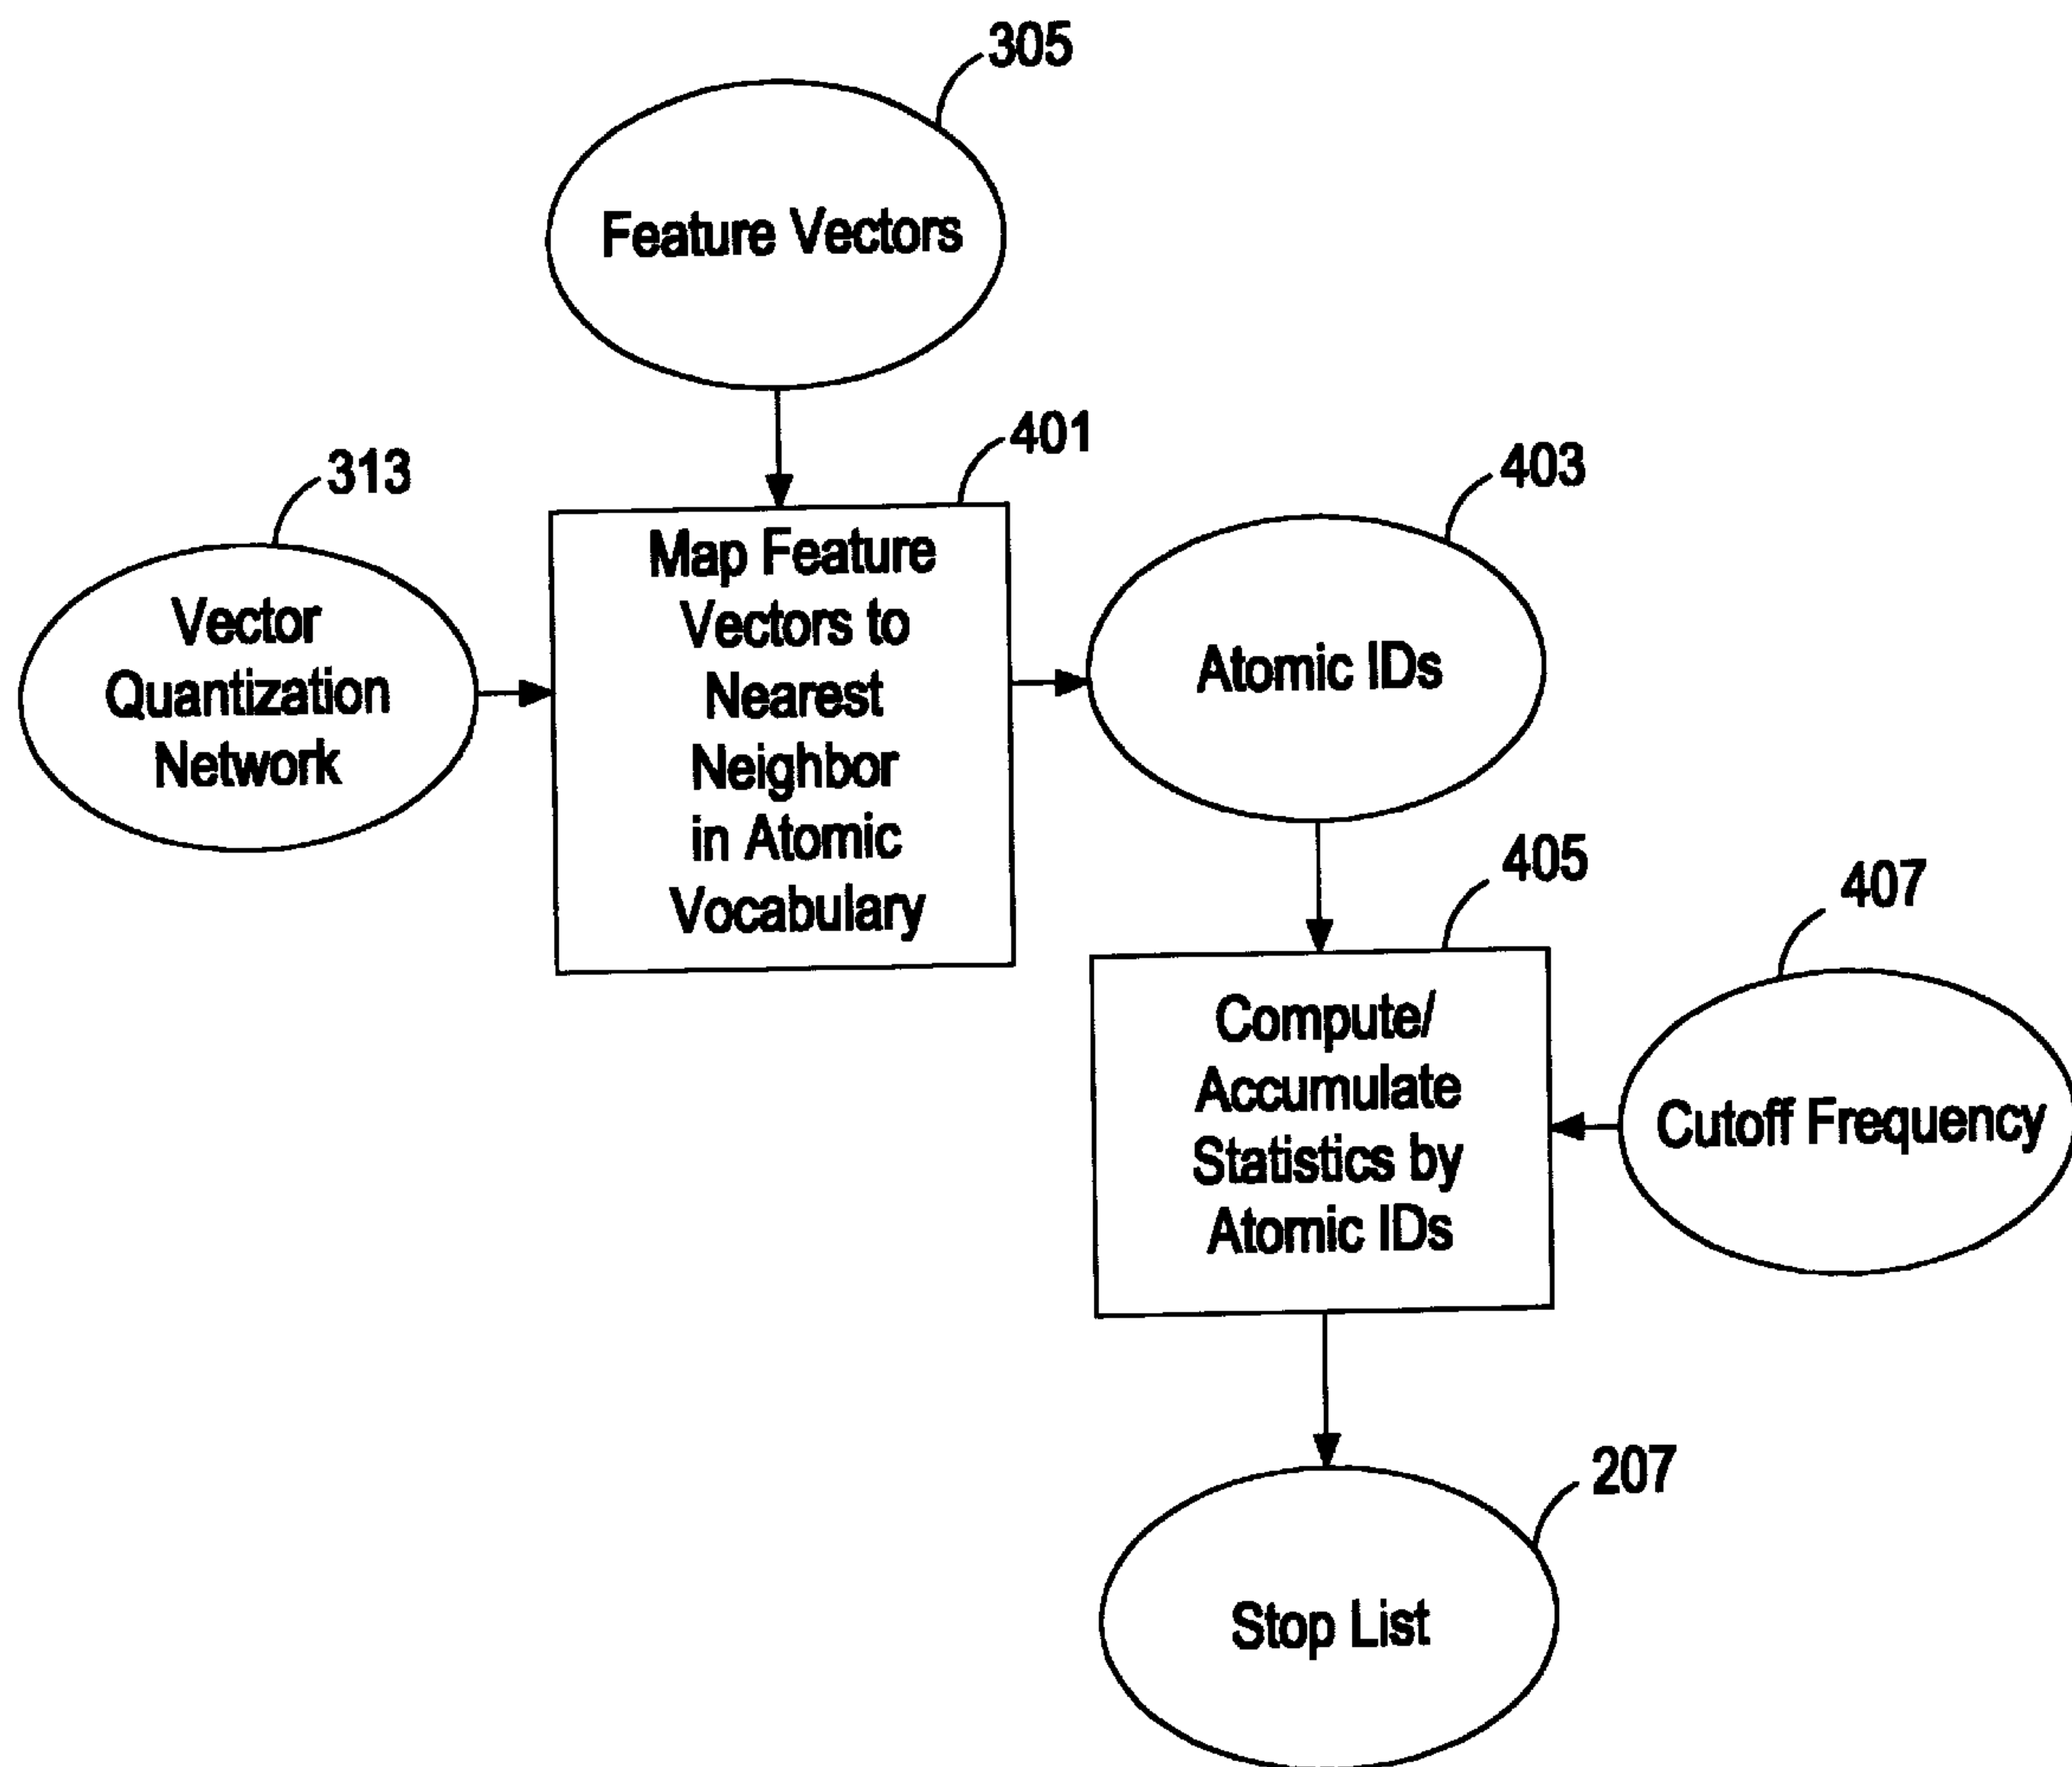 305
Feature Vectors
401
313
403
Map Feature
Vectors to
Nearest
Neighbor
in Atomic
Vocabulary
Vector
Quantization
Network
Atomic IDs
405
407
Compute/
Accumulate
Statistics by
Atomic IDs
Cutoff Frequency
207
Stop List